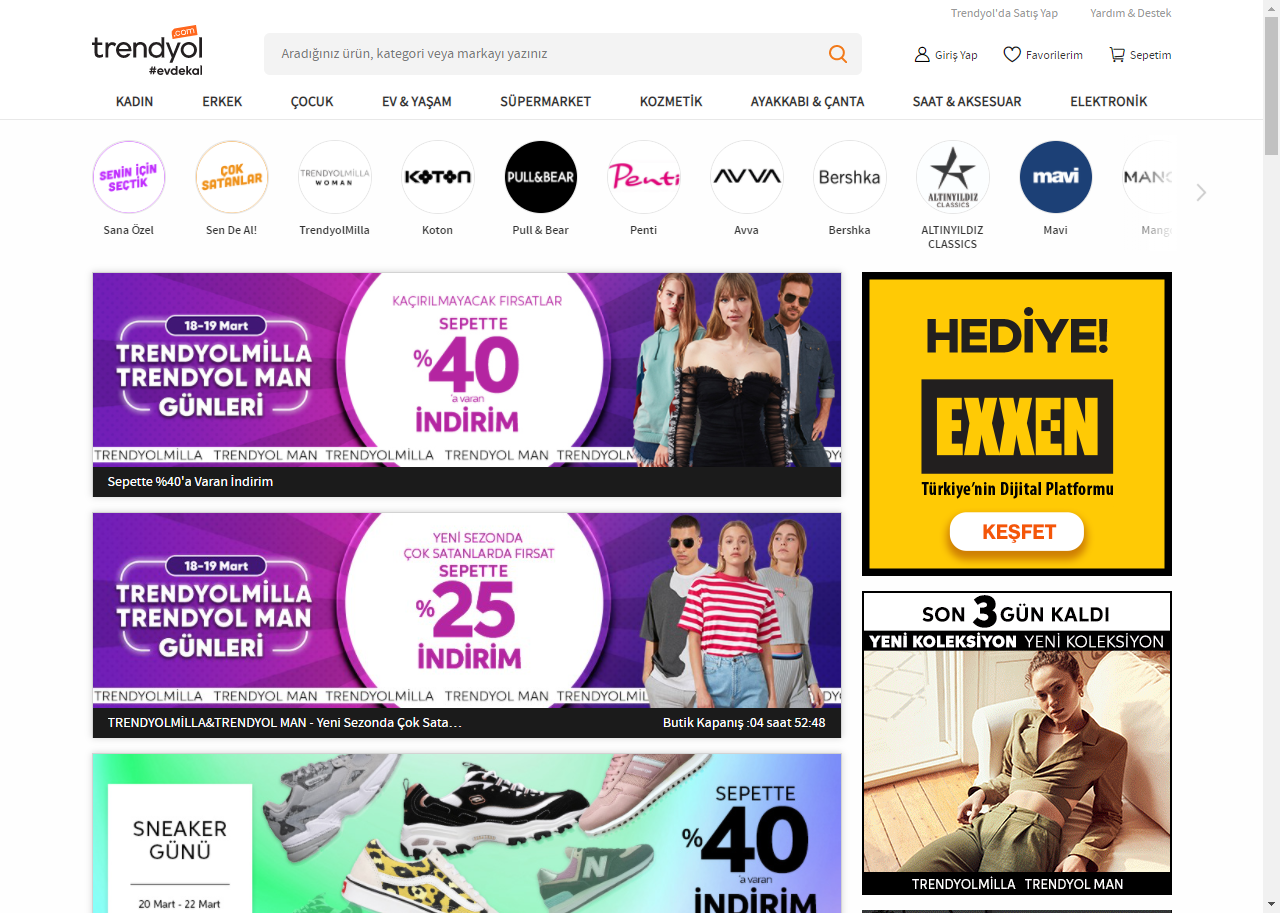 Trendyol'da Satış Yap
Yardım & Destek
trendyol
.com
#evdekal
Aradığınız ürün, kategori veya markayı yazınız
Giriş Yap
Favorilerim
Sepetim
KADIN
ERKEK
ÇOCUK
EV & YAŞAM
SÜPERMARKET
KOZMETİK
AYAKKABI & ÇANTA
SAAT & AKSESUAR
ELEKTRONİK
SENİN İÇİN
SEÇTİK
ÇOK
SATANLAR
TRENDYOLMİLLA
WOMAN
KOTON
PULL&BEAR
Penti
AVVA
Bershka
ALTINYILDIZ
CLASSICS
mavi
Sana Özel
Sen De Al!
TrendyolMilla
Koton
Pull & Bear
Penti
Avva
Bershka
ALTINYILDIZ
CLASSICS
Mavi
18-19 Mart
TRENDYOLMİLLA
TRENDYOL MAN
GÜNLERİ
KAÇIRILMAYACAK FIRSATLAR
SEPETTE
%40
'a varan
İNDİRİM
TRENDYOLMİLLA TRENDYOL MAN TRENDYOLMİLLA TRENDYOL MAN TRENDYOL
Sepette %40'a Varan İndirim
18-19 Mart
TRENDYOLMİLLA
TRENDYOL MAN
GÜNLERİ
YENİ SEZONDA
ÇOK SATANLARDA FIRSAT
SEPETTE
%25
İNDİRİM
TRENDYOLMİLLA TRENDYOL MAN TRENDYOLMİLLA TRENDYOL MAN
TRENDYOLMİLLA&TRENDYOL MAN - Yeni Sezonda Çok Sata...
Butik Kapanış :04 saat 52:48
SNEAKER
GÜNÜ
20 Mart - 22 Mart
N
SEPETTE
%40
'a varan
İNDİRİM
HEDİYE!
EXXEN
Türkiye'nin Dijital Platformu
KEŞFET
SON 3 GÜN KALDI
YENİ KOLEKSİYON YENİ KOLEKSİYON
TRENDYOLMİLLA TRENDYOL MAN